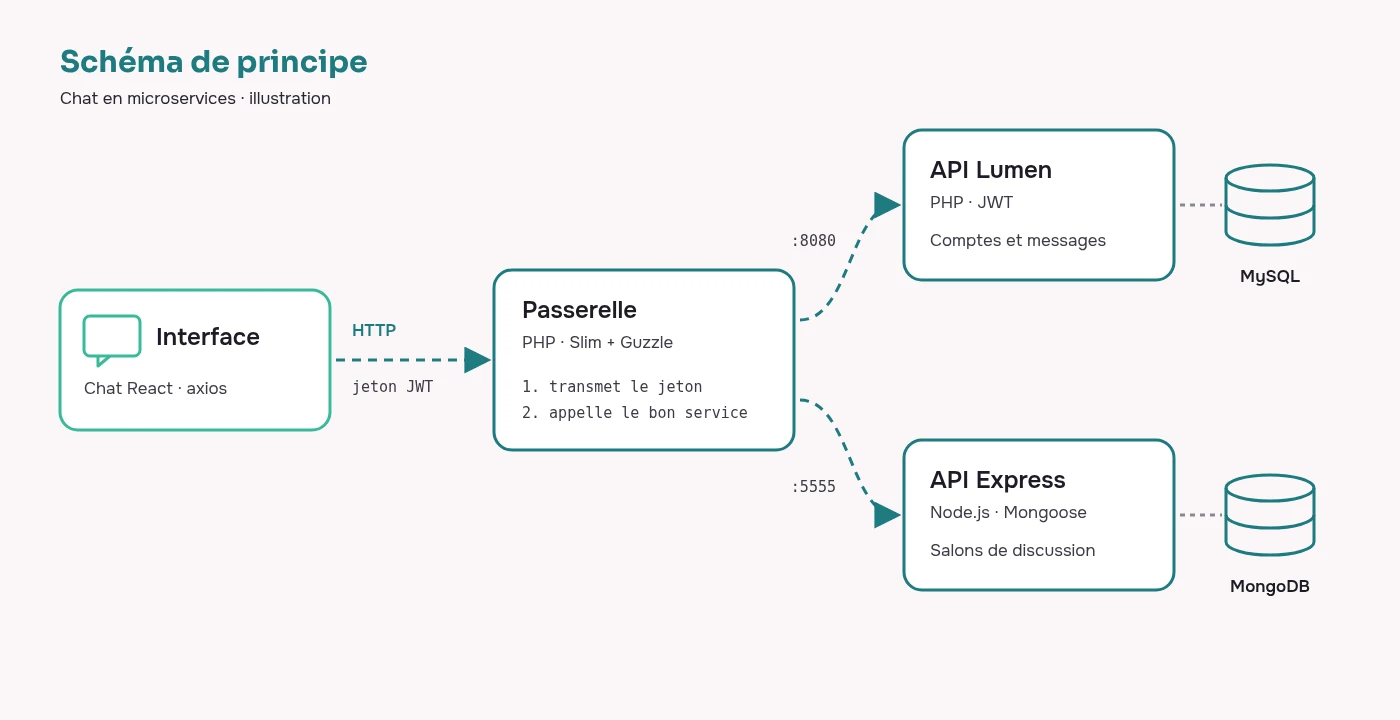 Schéma de principe
Chat en microservices · illustration
Interface
Chat React · axios
HTTP
jeton JWT
Passerelle
PHP · Slim + Guzzle
1. transmet le jeton
2. appelle le bon service
:8080
:5555
API Lumen
PHP · JWT
Comptes et messages
MySQL
API Express
Node.js · Mongoose
Salons de discussion
MongoDB